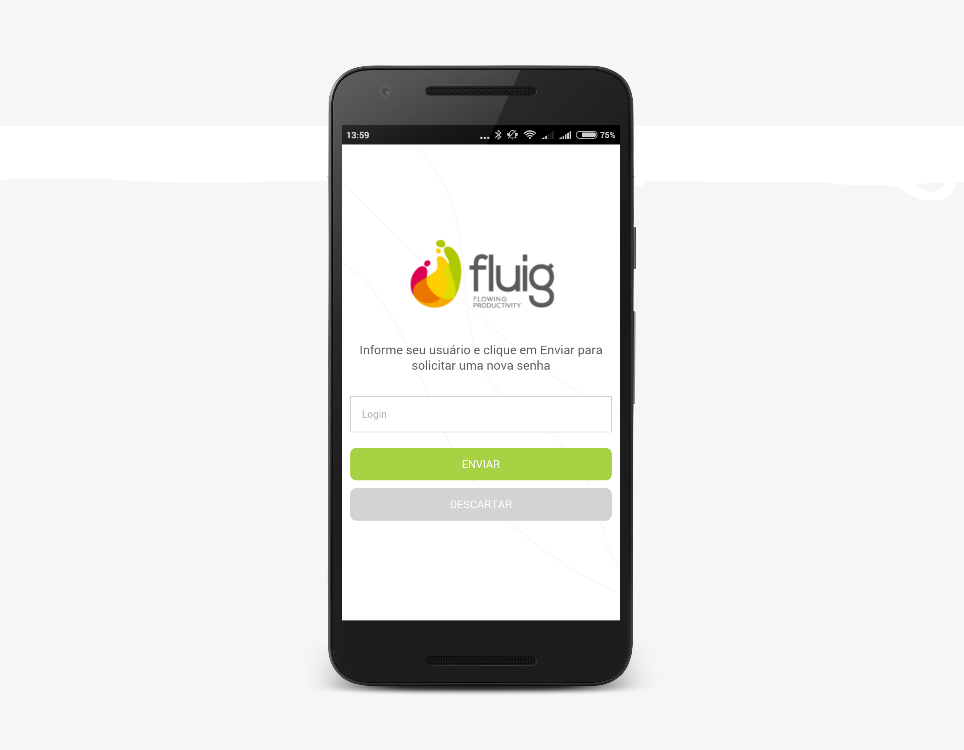 13:59
75%
fluig
FLOWING
PRODUCTIVITY
Informe seu usuário e clique em Enviar para
solicitar uma nova senha
Login
ENVIAR
DESCARTAR